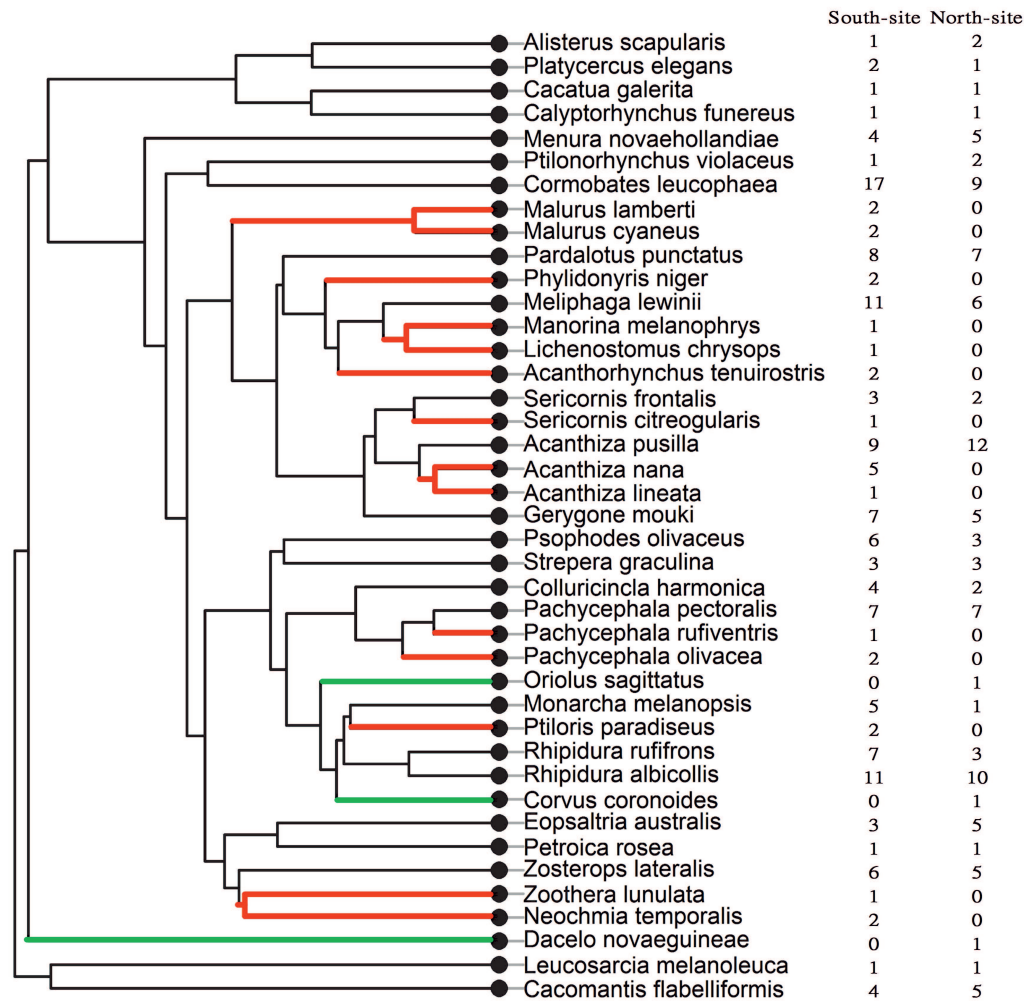 South-site North-site
Alisterus scapularis 1 2
Platycercus elegans 2 1
Cacatua galerita 1 1
Calyptorhynchus funereus 1 1
Menura novaehollandiae 4 5
Ptilonorhynchus violaceus 1 2
Cormobates leucophaea 17 9
Malurus lamberti 2 0
Malurus cyaneus 2 0
Pardalotus punctatus 8 7
Phylidonyris niger 2 0
Meliphaga lewinii 11 6
Manorina melanophrys 1 0
Lichenostomus chrysops 1 0
Acanthorhynchus tenuirostris 2 0
Sericornis frontalis 3 2
Sericornis citreogularis 1 0
Acanthiza pusilla 9 12
Acanthiza nana 5 0
Acanthiza lineata 1 0
Gerygone mouki 7 5
Psophodes olivaceus 6 3
Strepera graculina 3 3
Colluricincla harmonica 4 2
Pachycephala pectoralis 7 7
Pachycephala rufiventris 1 0
Pachycephala olivacea 2 0
Oriolus sagittatus 0 1
Monarcha melanopsis 5 1
Ptiloris paradiseus 2 0
Rhipidura rufifrons 7 3
Rhipidura albicollis 11 10
Corvus coronoides 0 1
Eopsaltria australis 3 5
Petroica rosea 1 1
Zosterops lateralis 6 5
Zoothera lunulata 1 0
Neochmia temporalis 2 0
Dacelo novaeguineae 0 1
Leucosarcia melanoleuca 1 1
Cacomantis flabelliformis 4 5